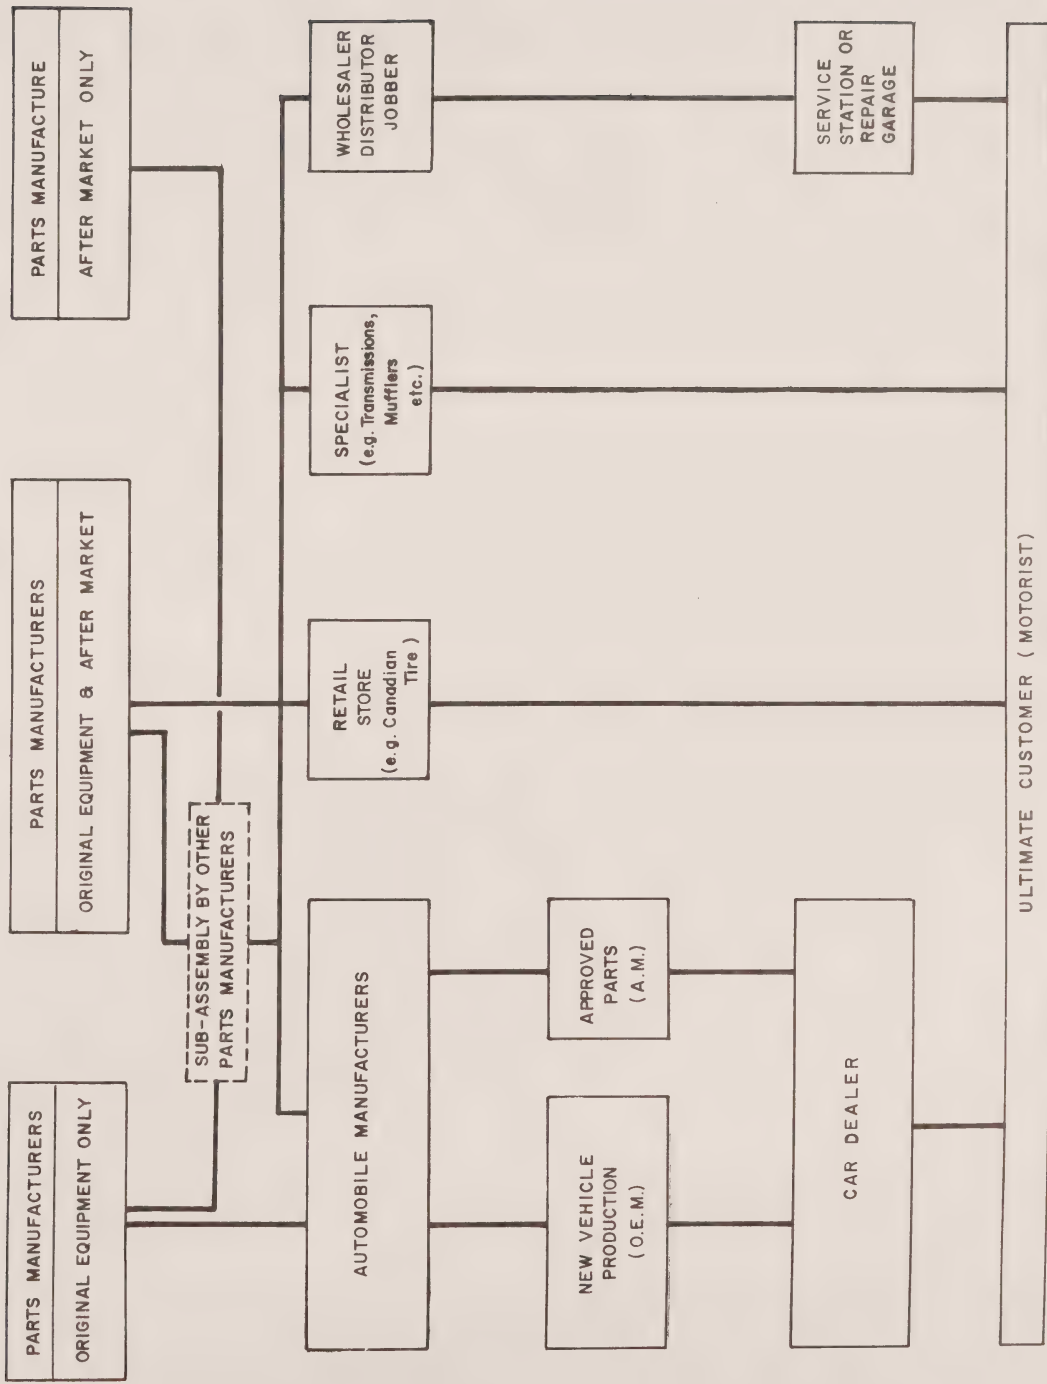 PARTS MANUFACTURERS
ORIGINAL EQUIPMENT ONLY
PARTS MANUFACTURERS
ORIGINAL EQUIPMENT & AFTER MARKET
PARTS MANUFACTURE
AFTER MARKET ONLY
SUB-ASSEMBLY BY OTHER
PARTS MANUFACTURERS
AUTOMOBILE MANUFACTURERS
RETAIL
STORE
(e.g. Canadian
Tire)
SPECIALIST
(e.g. Transmissions,
Mufflers
etc.)
WHOLESALER
DISTRIBUTOR
JOBBER
NEW VEHICLE
PRODUCTION
(O.E.M.)
APPROVED
PARTS
(A.M.)
CAR DEALER
SERVICE
STATION OR
REPAIR
GARAGE
ULTIMATE CUSTOMER (MOTORIST)